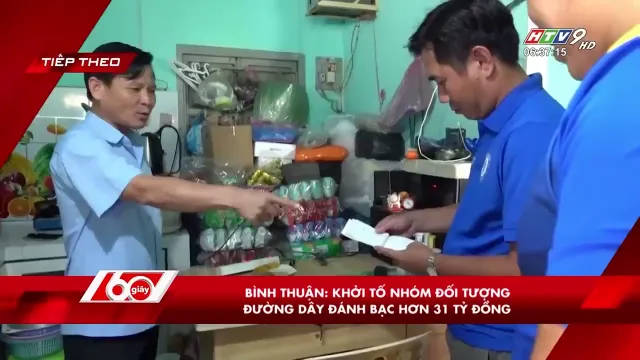 TIẾP THEO
HTV9 HD
06:37:15
60 giây
BÌNH THUẬN: KHỞI TỐ NHÓM ĐỐI TƯỢNG
ĐƯỜNG DÂY ĐÁNH BẠC HƠN 31 TỶ ĐỒNG